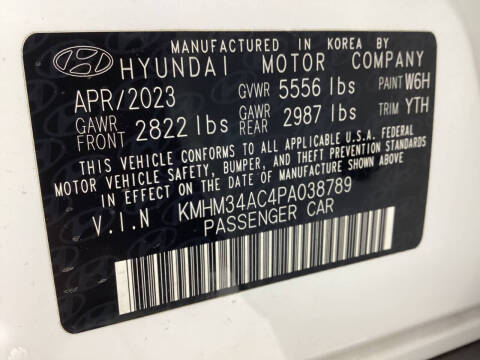 MANUFACTURED IN KOREA BY
HYUNDAI MOTOR COMPANY
APR/2023 GVWR 5556 lbs PAINT W6H
GAWR FRONT 2822 lbs GAWR REAR 2987 lbs TRIM YTH
THIS VEHICLE CONFORMS TO ALL APPLICABLE U.S.A. FEDERAL
MOTOR VEHICLE SAFETY, BUMPER, AND THEFT PREVENTION STANDARDS
IN EFFECT ON THE DATE OF MANUFACTURE SHOWN ABOVE.
V.I.N KMHM34AC4PA038789
PASSENGER CAR